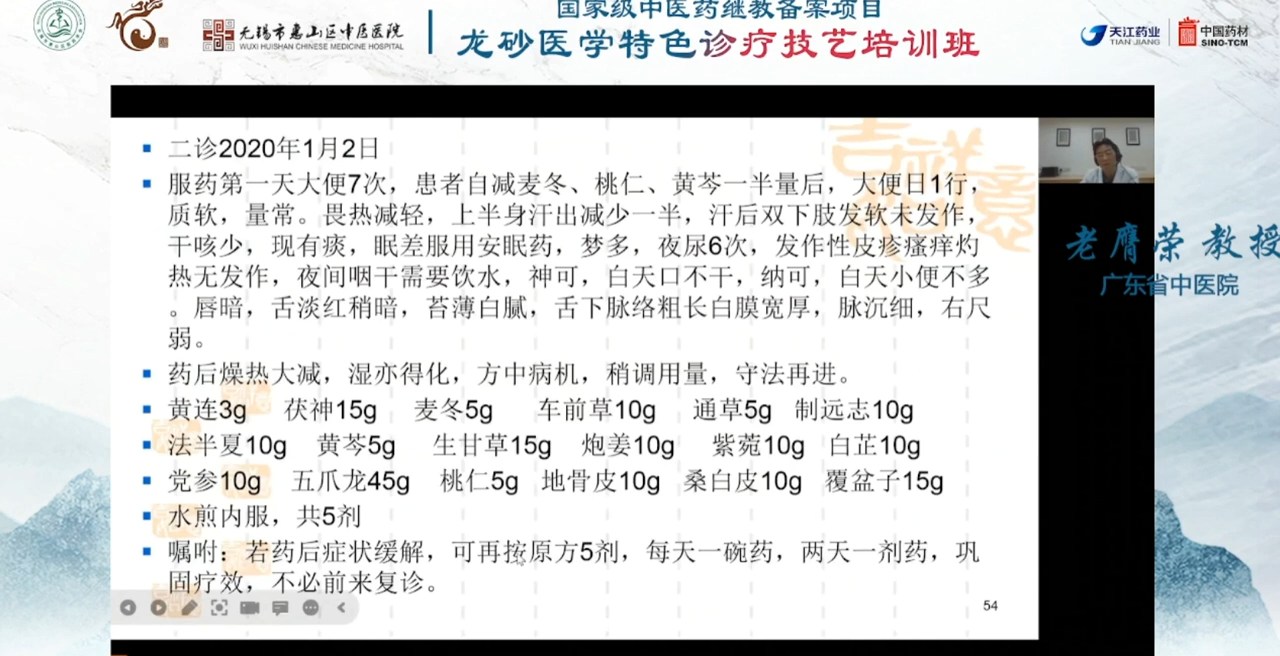 国家级中医药继教备案项目
无锡市惠山区中医医院
WUXI HUISHAN CHINESE MEDICINE HOSPITAL
龙砂医学特色诊疗技艺培训班
天江药业
TIAN JIANG
中国药材
SINO-TCM
吉祥
二诊2020年1月2日
服药第一天大便7次，患者自减麦冬、桃仁、黄芩一半量后，大便日1行，
质软，量常。畏热减轻，上半身汗出减少一半，汗后双下肢发软未发作，
干咳少，现有痰，眠差服用安眠药，梦多，夜尿6次，发作性皮疹瘙痒灼
热无发作，夜间咽干需要饮水，神可，白天口不干，纳可，白天小便不多
。唇暗，舌淡红稍暗，苔薄白腻，舌下脉络粗长白膜宽厚，脉沉细，右尺
弱。
药后燥热大减，湿亦得化，方中病机，稍调用量，守法再进。
黄连3g 茯神15g 麦冬5g 车前草10g 通草5g 制远志10g
法半夏10g 黄芩5g 生甘草15g 炮姜10g 紫菀10g 白芷10g
党参10g 五爪龙45g 桃仁5g 地骨皮10g 桑白皮10g 覆盆子15g
水煎内服，共5剂
嘱咐：若药后症状缓解，可再按原方5剂，每天一碗药，两天一剂药，巩
固疗效，不必前来复诊。
54
老膺荣 教授
广东省中医院